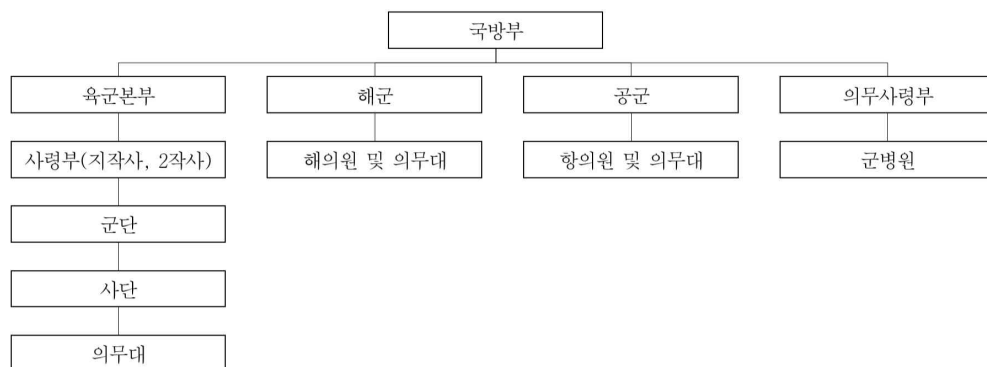 국방부
육군본부
해군
공군
의무사령부
사령부(지작사, 2작사)
해의원 및 의무대
항의원 및 의무대
군병원
군단
사단
의무대